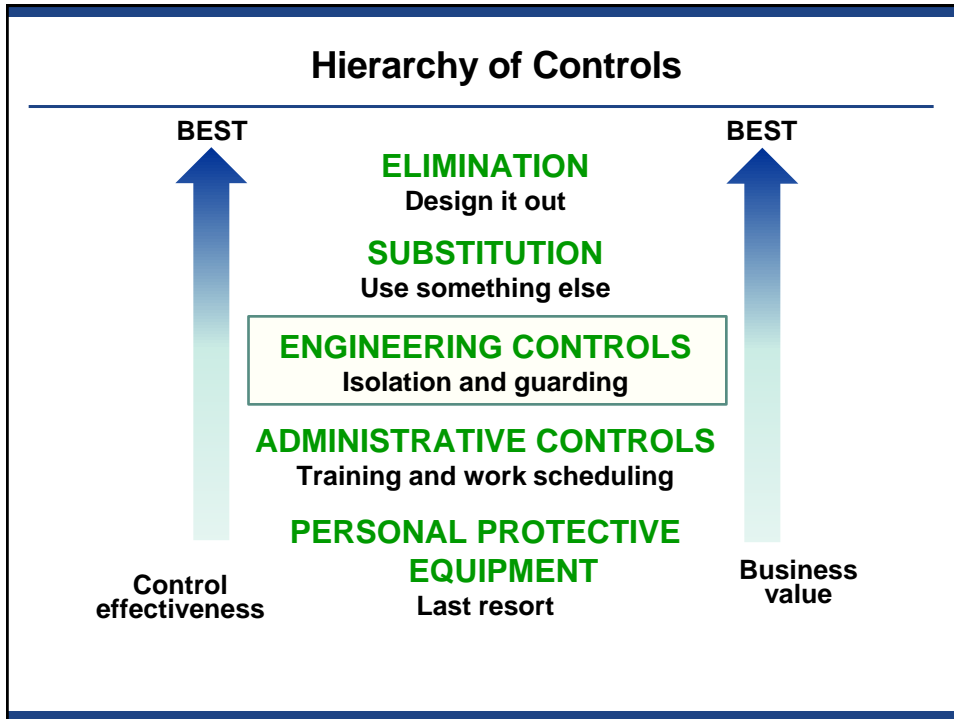 Hierarchy of Controls
BEST
BEST
ELIMINATION
Design it out
SUBSTITUTION
Use something else
ENGINEERING CONTROLS
Isolation and guarding
ADMINISTRATIVE CONTROLS
Training and work scheduling
PERSONAL PROTECTIVE
EQUIPMENT
Last resort
Control
effectiveness
Business
value